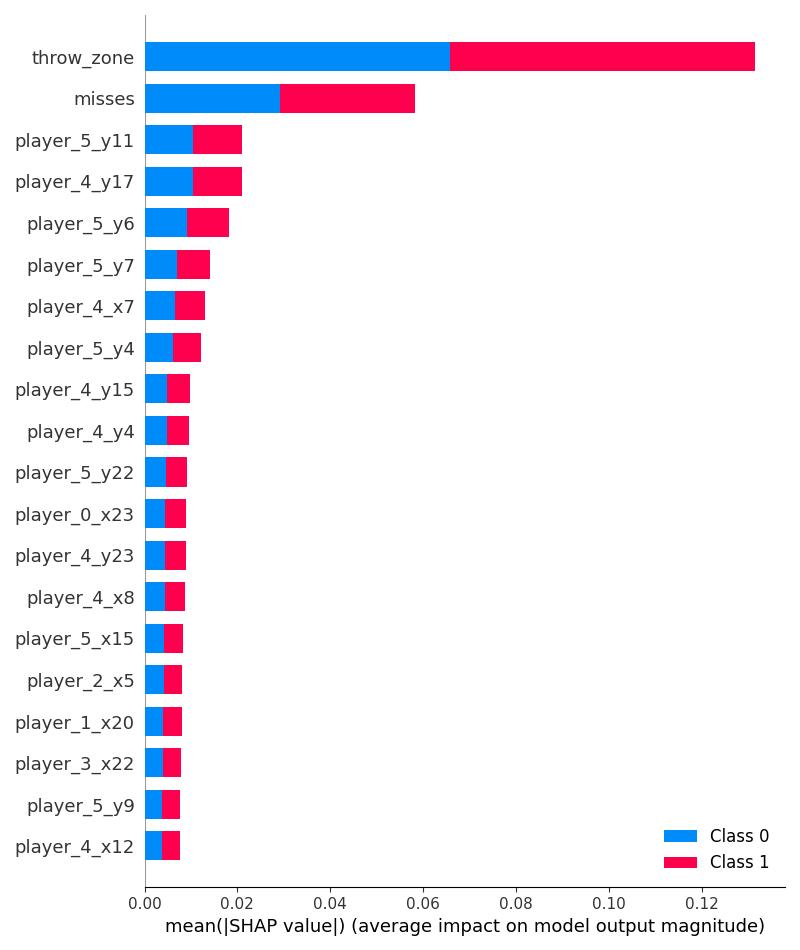 throw_zone
misses
player_5_y11
player_4_y17
player_5_y6
player_5_y7
player_4_x7
player_5_y4
player_4_y15
player_4_y4
player_5_y22
player_0_x23
player_4_y23
player_4_x8
player_5_x15
player_2_x5
player_1_x20
player_3_x22
player_5_y9
player_4_x12
Class 0
Class 1
0.00 0.02 0.04 0.06 0.08 0.10 0.12
mean(|SHAP value|) (average impact on model output magnitude)